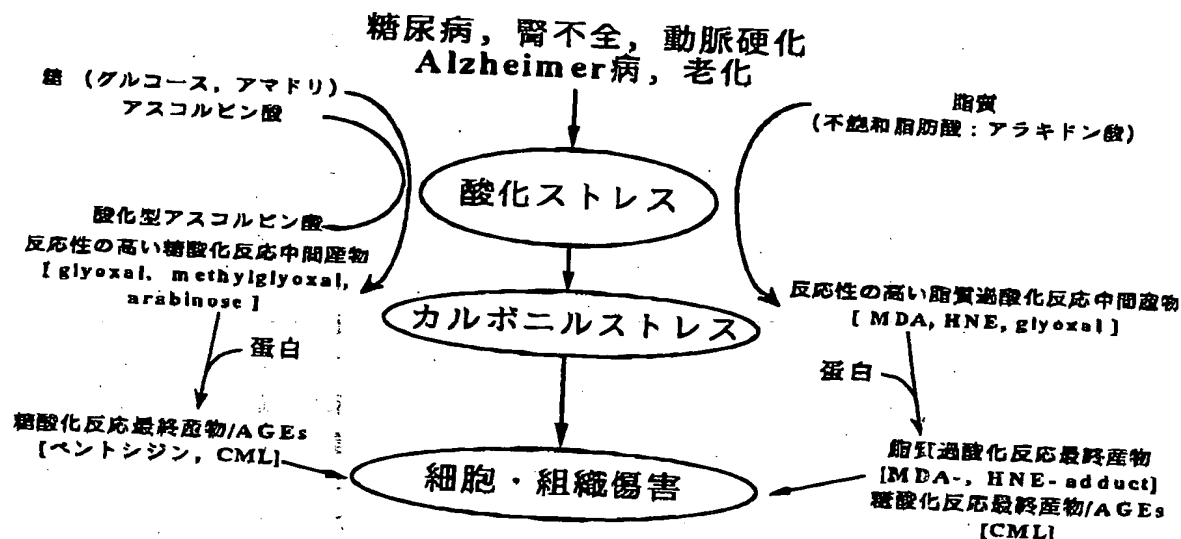 糖尿病，腎不全，動脈硬化
Alzheimer病，老化
糖 （グルコース，アマドリ）
アスコルビン酸
脂質
（不飽和脂肪酸：アラキドン酸）
酸化ストレス
酸化型アスコルビン酸
反応性の高い糖酸化反応中間産物
[ glyoxal, methylglyoxal,
arabinose ]
反応性の高い脂質過酸化反応中間産物
[ MDA, HNE, glyoxal ]
カルボニルストレス
蛋白
蛋白
糖酸化反応最終産物/AGEs
[ペントシジン，CML]
細胞・組織傷害
脂質過酸化反応最終産物
[MDA-, HNE- adduct]
糖酸化反応最終産物/AGEs
[CML]